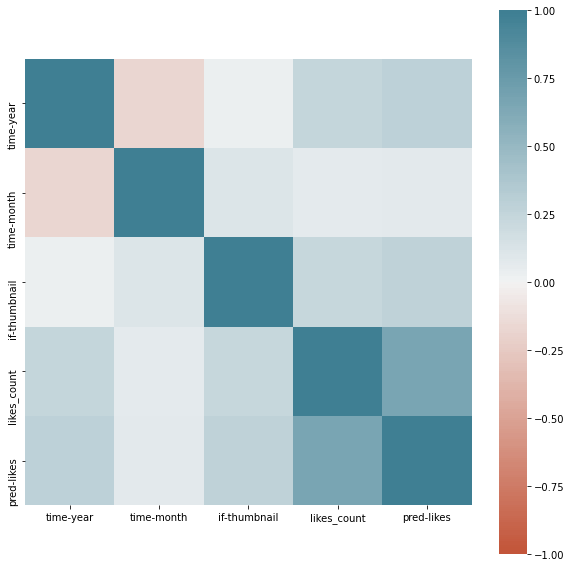 time-year
time-month
if-thumbnail
likes_count
pred-likes
time-year
time-month
if-thumbnail
likes_count
pred-likes
1.00
0.75
0.50
0.25
0.00
−0.25
−0.50
−0.75
−1.00